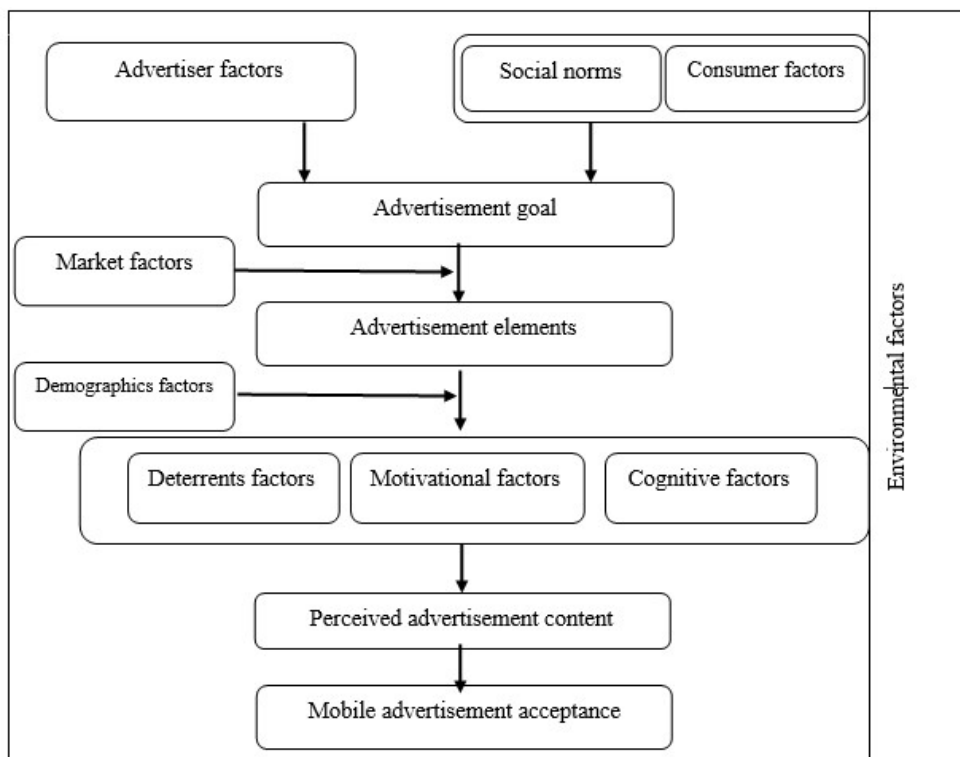 Advertiser factors
Social norms
Consumer factors
Advertisement goal
Market factors
Advertisement elements
Demographics factors
Deterrents factors
Motivational factors
Cognitive factors
Perceived advertisement content
Mobile advertisement acceptance
Environmental factors